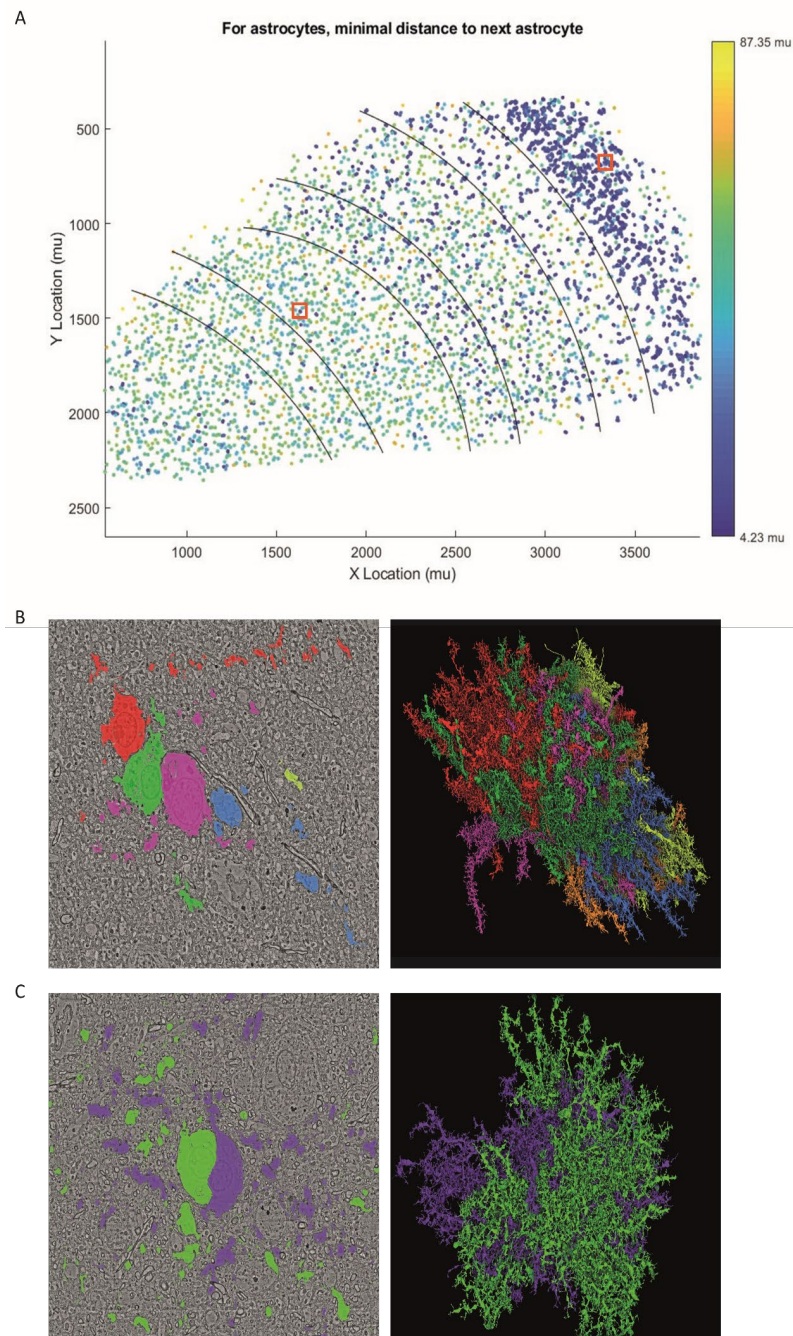 A
For astrocytes, minimal distance to next astrocyte
87.35 mu
500
1000
1500
2000
2500
Y Location (mu)
4.23 mu
1000
1500
2000
2500
3000
3500
X Location (mu)
B
C